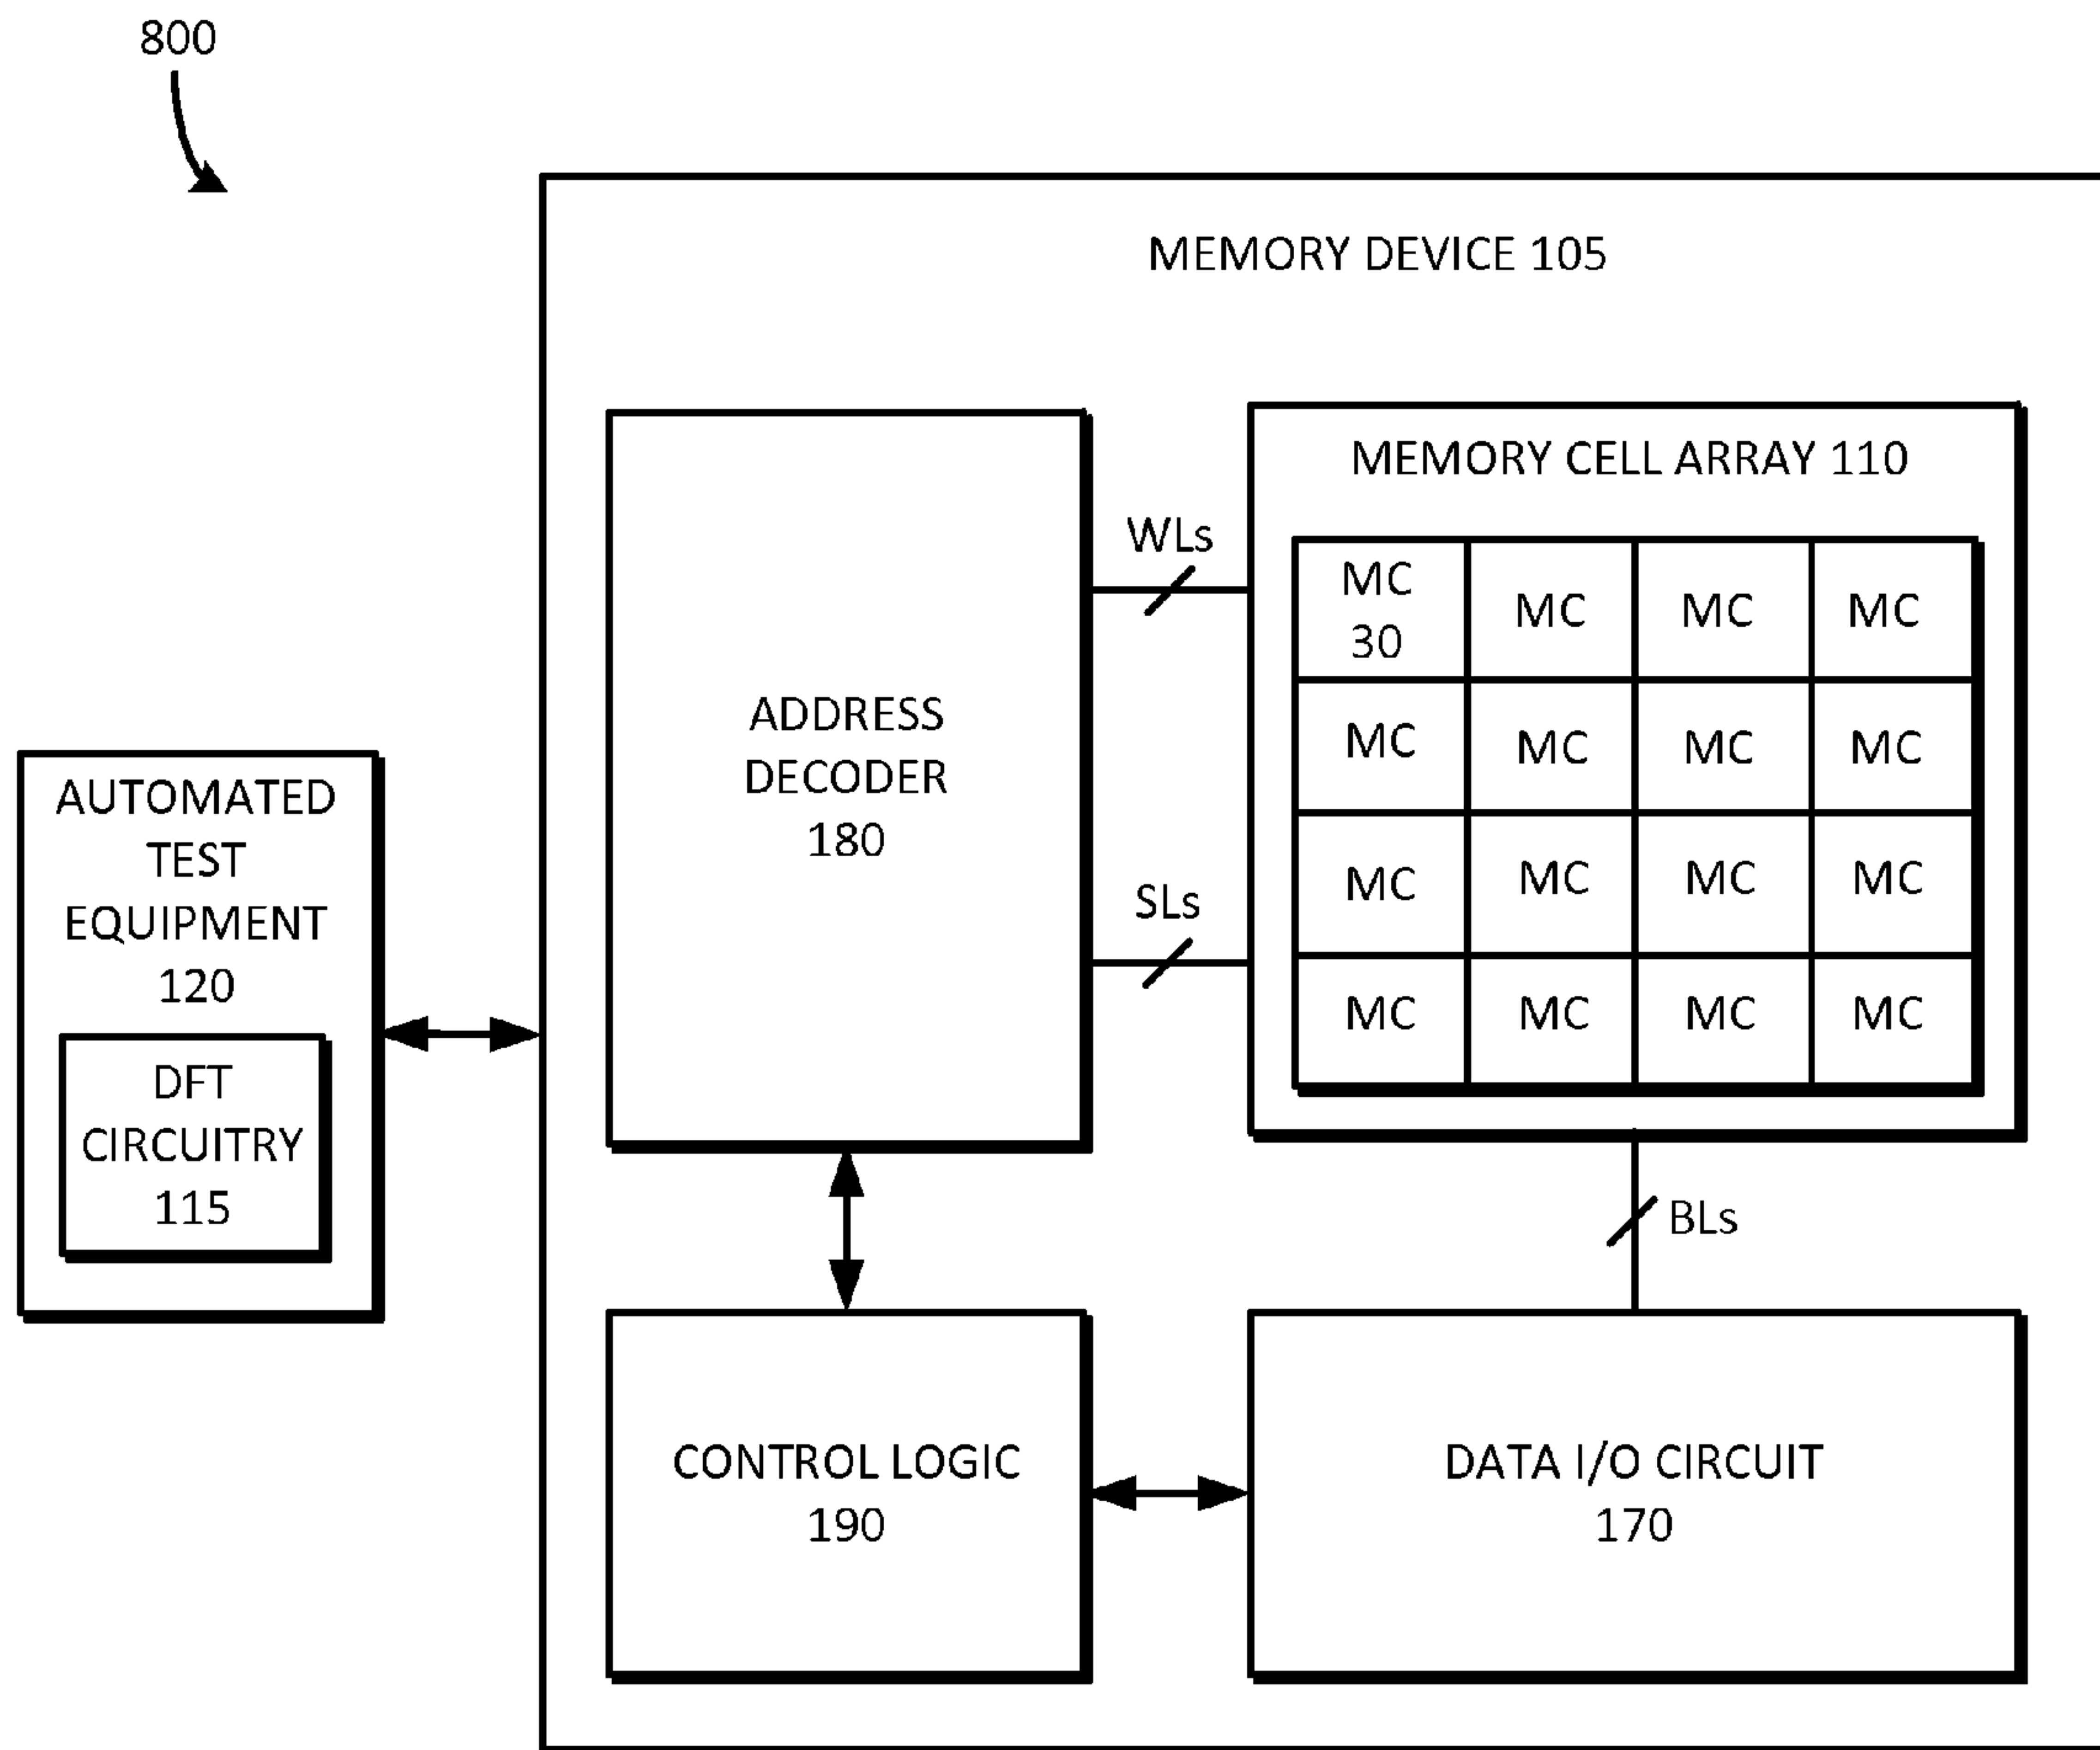 800
MEMORY DEVICE 105
AUTOMATED
TEST
EQUIPMENT
120
DFT
CIRCUITRY
115
ADDRESS
DECODER
180
WLs
SLs
MEMORY CELL ARRAY 110
MC
30
MC MC MC
MC MC MC MC
MC MC MC MC
MC MC MC MC
BLs
CONTROL LOGIC
190
DATA I/O CIRCUIT
170